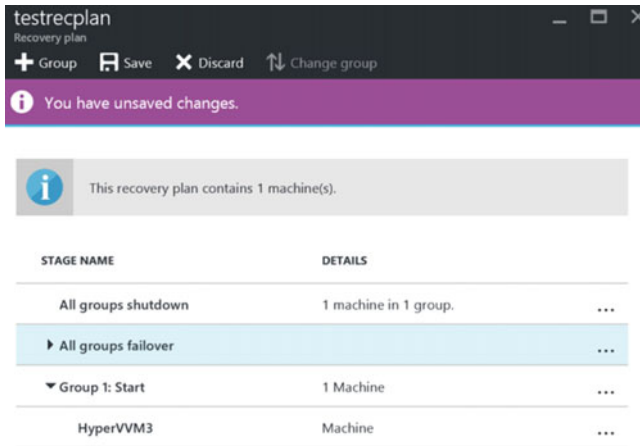 testrecplan
Recovery plan
Group Save Discard Change group
You have unsaved changes.
This recovery plan contains 1 machine(s).
STAGE NAME DETAILS
All groups shutdown 1 machine in 1 group. ...
All groups failover ...
Group 1: Start 1 Machine ...
HyperVVM3 Machine ...